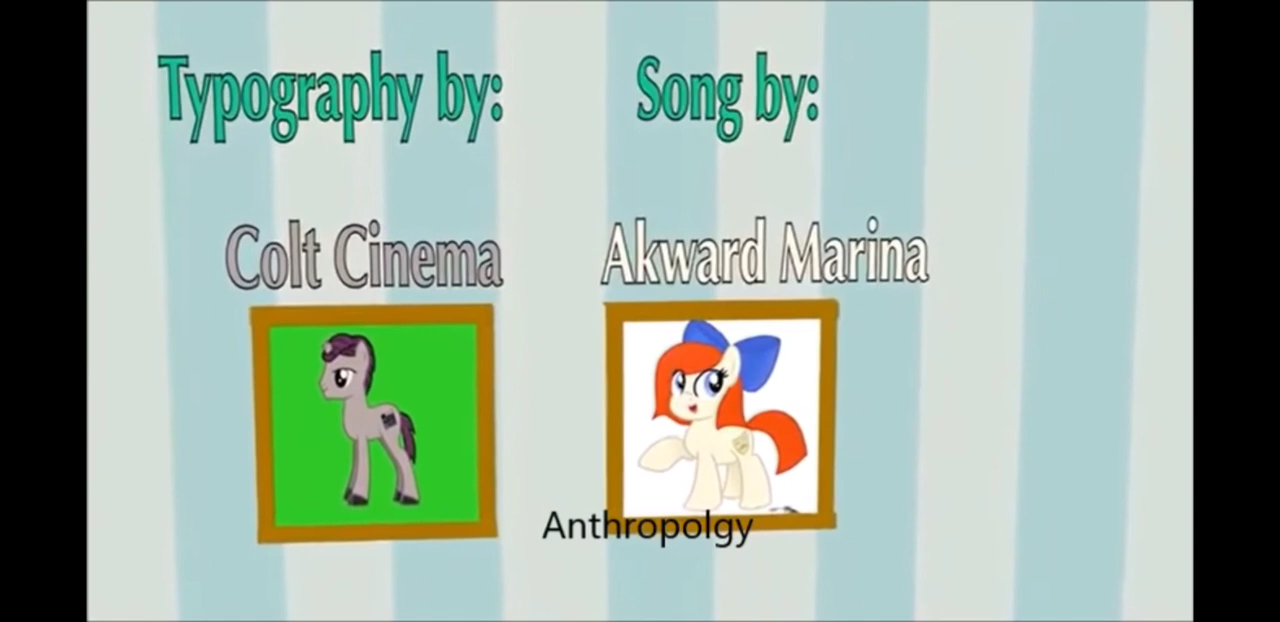 Typography by:
Song by:
Colt Cinema
Akward Marina
Anthropolgy